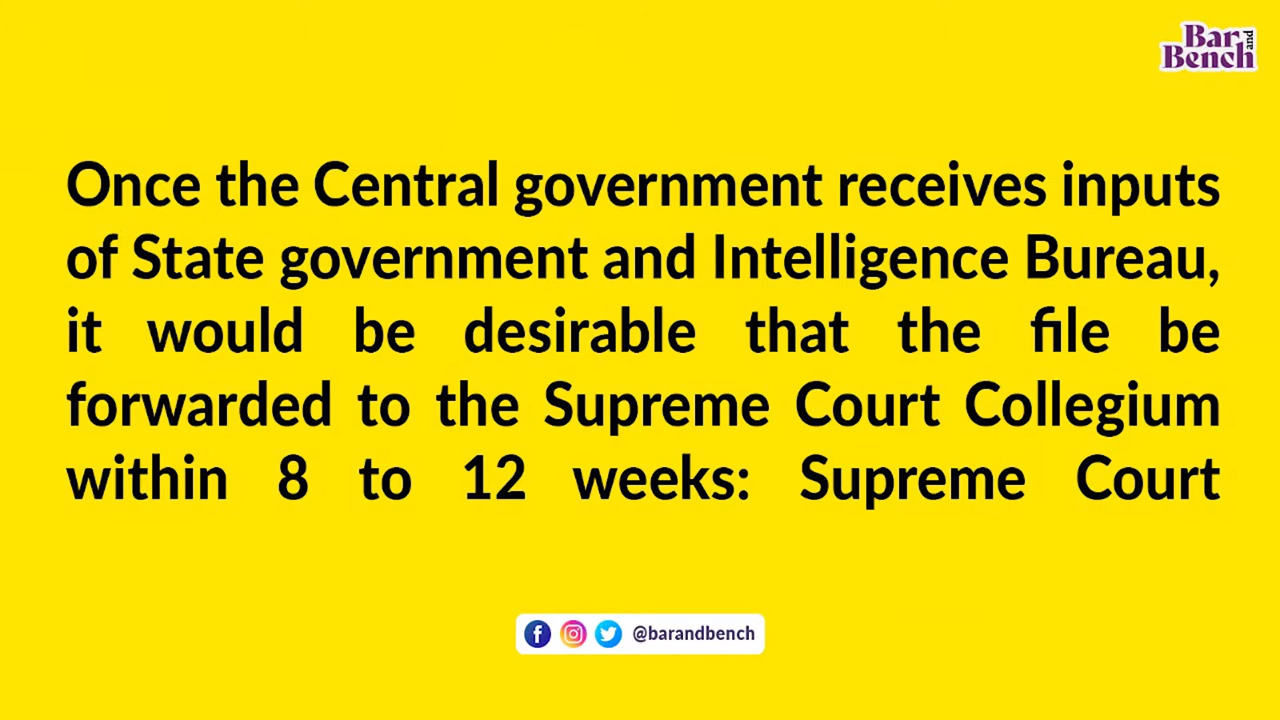 Bar and
Bench
Once the Central government receives inputs
of State government and Intelligence Bureau,
it would be desirable that the file be
forwarded to the Supreme Court Collegium
within 8 to 12 weeks: Supreme Court
@barandbench